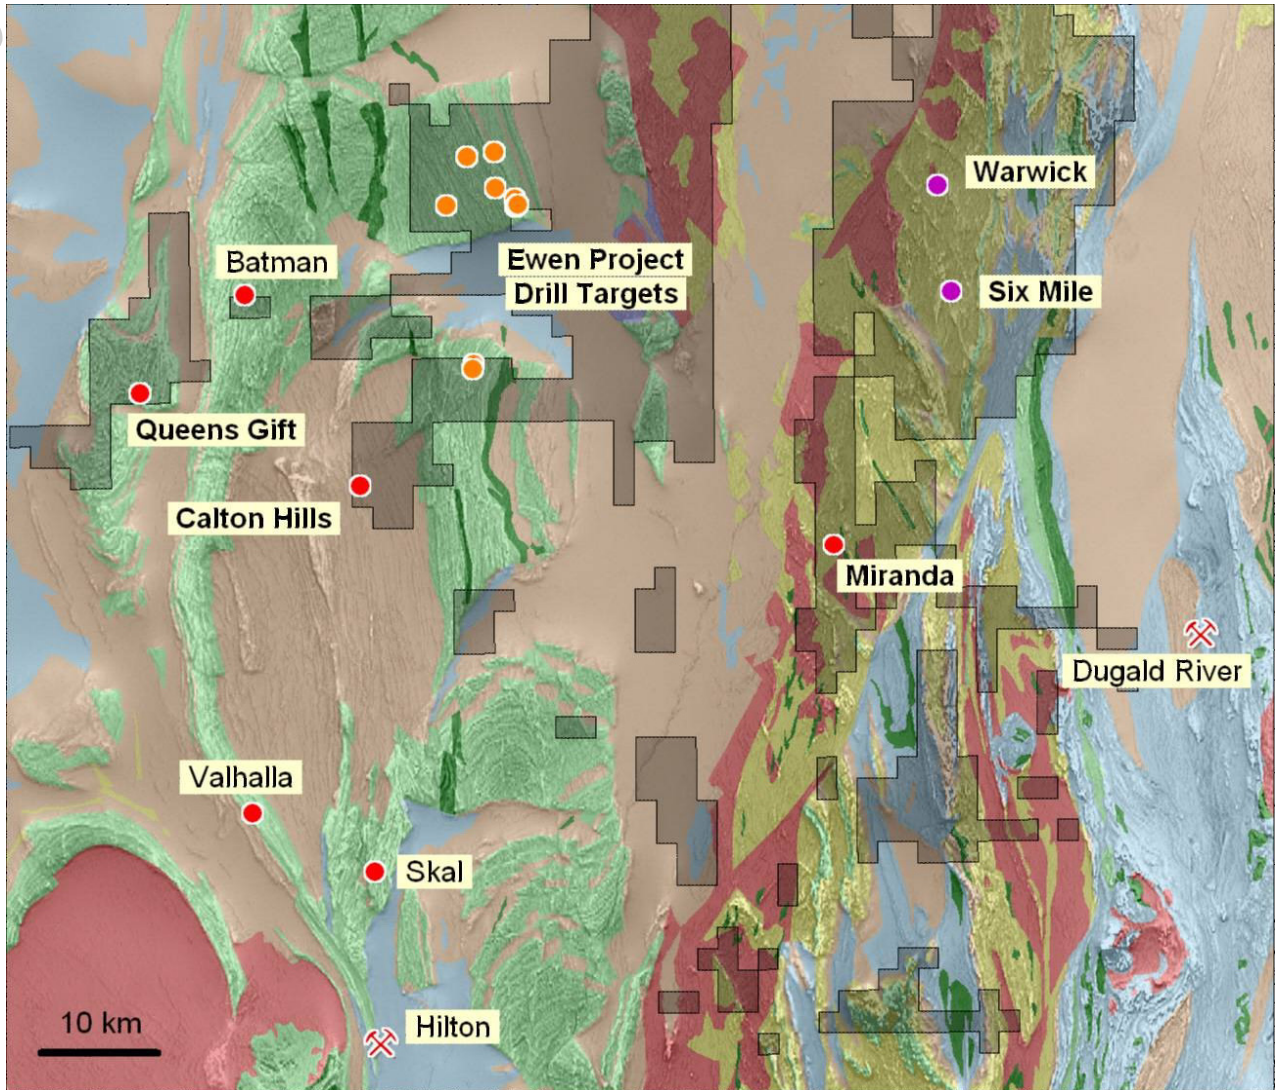 Warwick
Batman
Ewen Project
Drill Targets
Six Mile
Queens Gift
Calton Hills
Miranda
Dugald River
Valhalla
Skal
10 km
Hilton